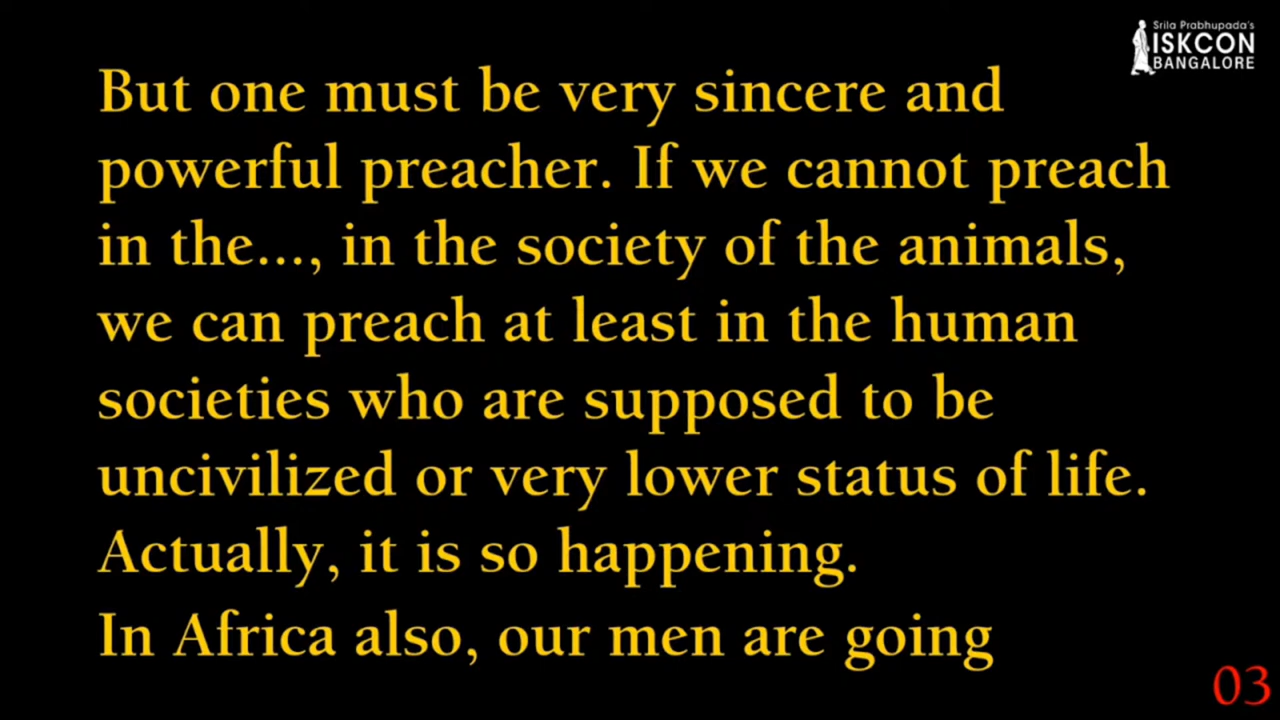 Srila Prabhupada's
ISKCON
BANGALORE
But one must be very sincere and
powerful preacher. If we cannot preach
in the..., in the society of the animals,
we can preach at least in the human
societies who are supposed to be
uncivilized or very lower status of life.
Actually, it is so happening.
In Africa also, our men are going
03